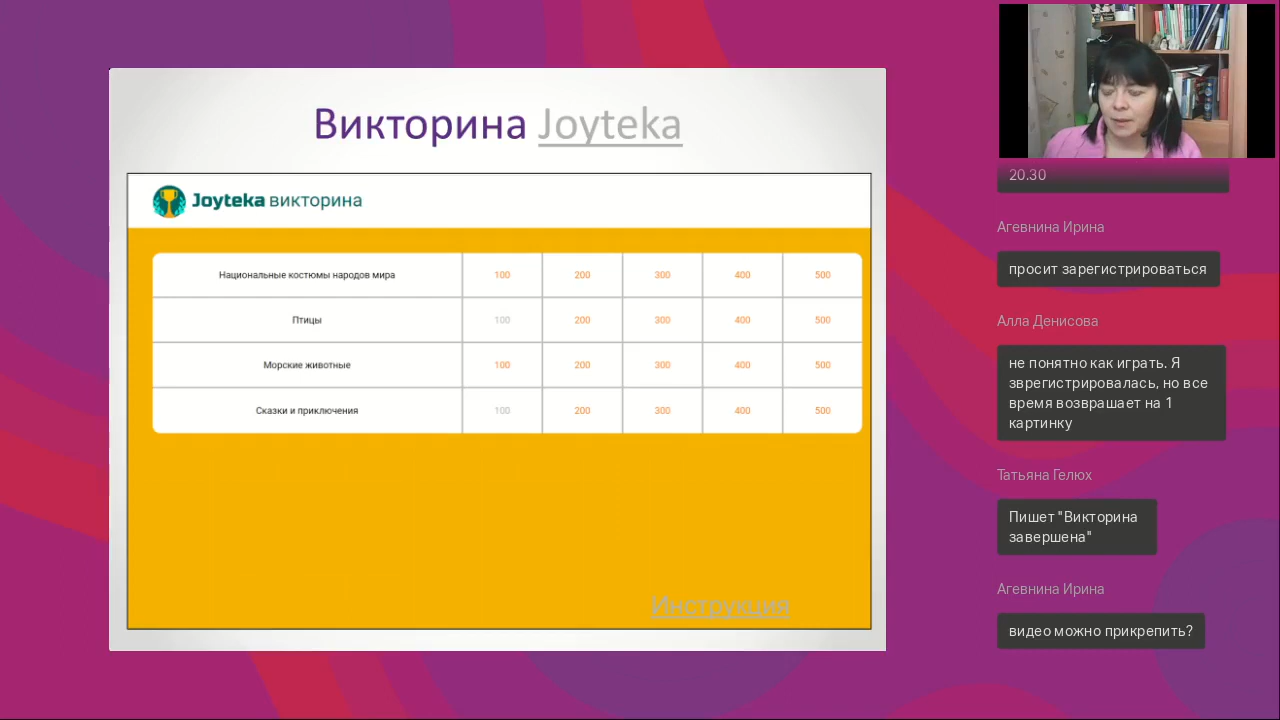 Викторина Joyteka
Joyteka викторина
Национальные костюмы народов мира 100 200 300 400 500
Птицы 100 200 300 400 500
Морские животные 100 200 300 400 500
Сказки и приключения 100 200 300 400 500
Инструкция
20.30
Агевнина Ирина
просит зарегистрироваться
Алла Денисова
не понятно как играть. Я
зврегистрировалась, но все
время возврашает на 1
картинку
Татьяна Гелюх
Пишет "Викторина
завершена"
Агевнина Ирина
видео можно прикрепить?